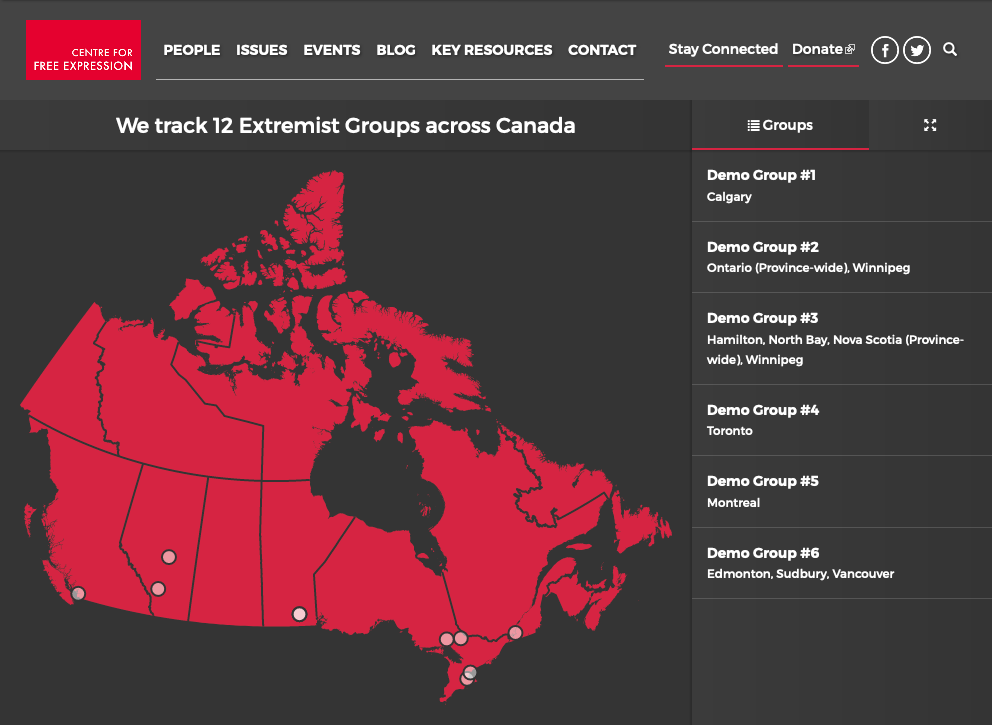 CENTRE FOR
FREE EXPRESSION
PEOPLE ISSUES EVENTS BLOG KEY RESOURCES CONTACT
Stay Connected Donate
We track 12 Extremist Groups across Canada
Groups
Demo Group #1
Calgary
Demo Group #2
Ontario (Province-wide), Winnipeg
Demo Group #3
Hamilton, North Bay, Nova Scotia (Province-
wide), Winnipeg
Demo Group #4
Toronto
Demo Group #5
Montreal
Demo Group #6
Edmonton, Sudbury, Vancouver